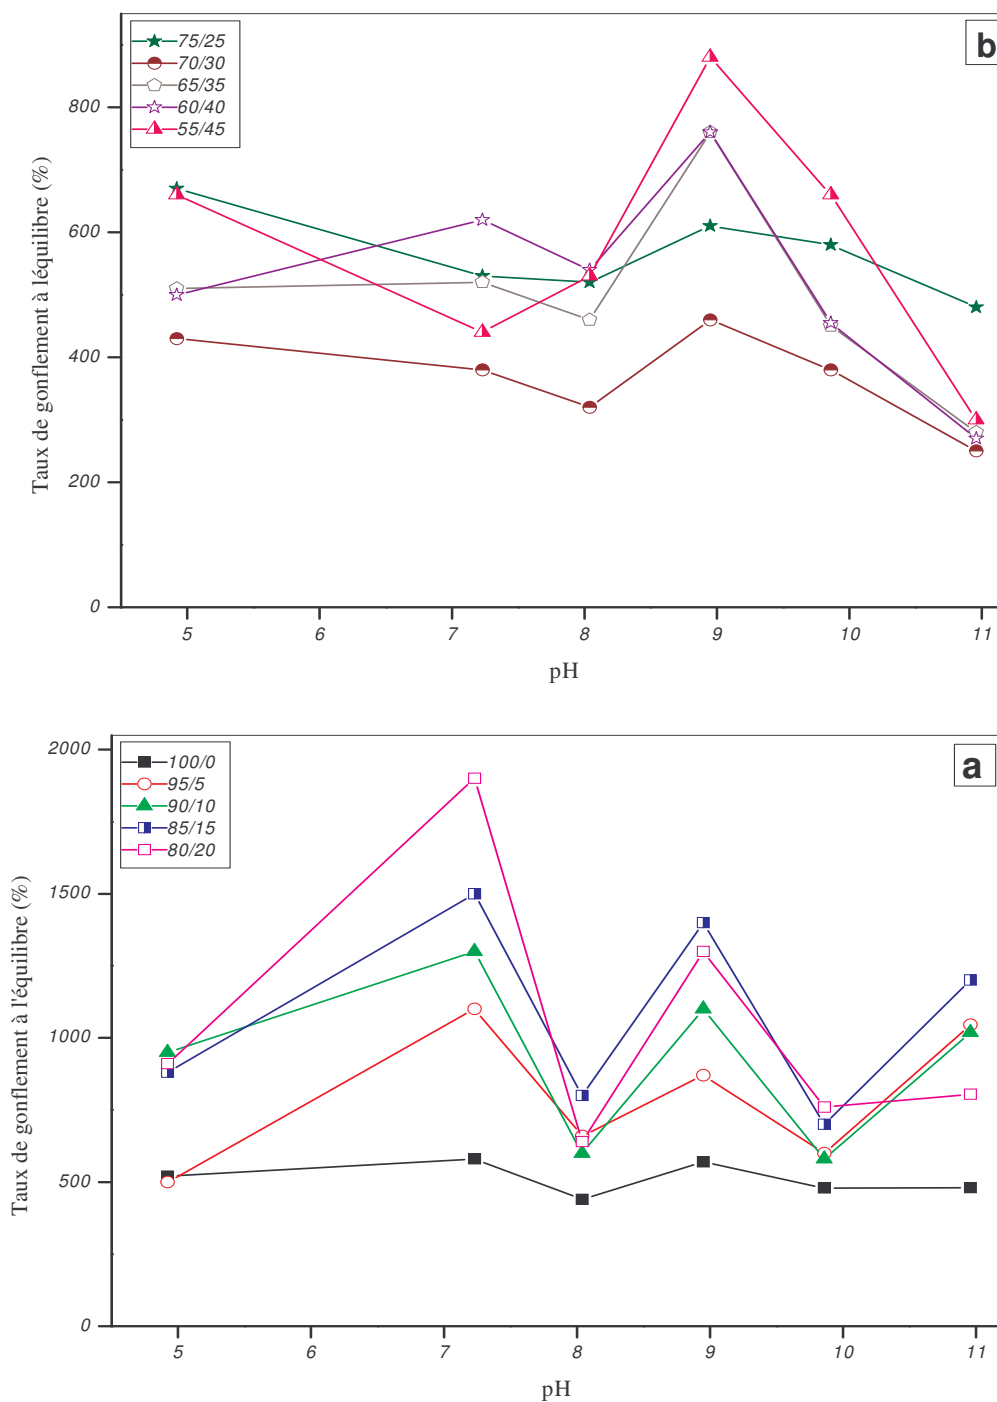 b
75/25
70/30
65/35
60/40
55/45
800
600
400
200
0
Taux de gonflement à léquilibre (%)
5 6 7 8 9 10 11
pH
a
100/0
95/5
90/10
85/15
80/20
2000
1500
1000
500
0
Taux de gonflement à l'équilibre (%)
5 6 7 8 9 10 11
pH